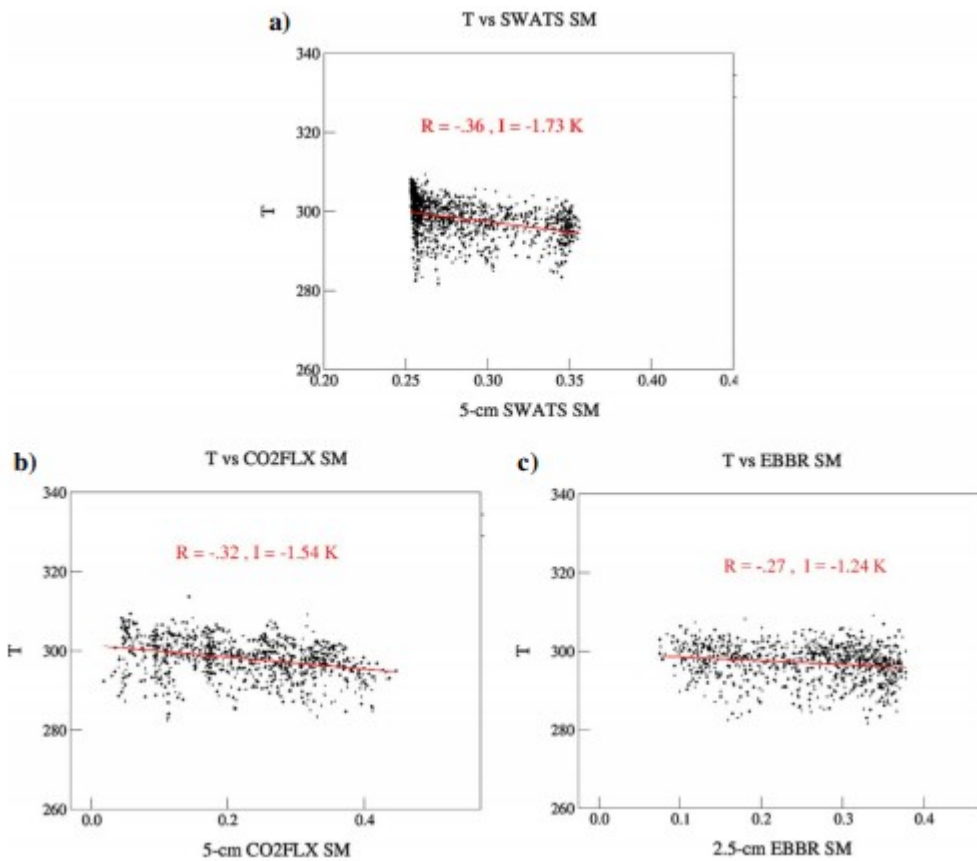 a)
T vs SWATS SM
340
320
300
280
260
T
R = -.36 , I = -1.73 K
0.20 0.25 0.30 0.35 0.40 0.4
5-cm SWATS SM
b)
T vs CO2FLX SM
340
320
300
280
260
T
R = -.32 , I = -1.54 K
0.0 0.2 0.4
5-cm CO2FLX SM
c)
T vs EBBR SM
340
320
300
280
260
T
R = -.27 , I = -1.24 K
0.0 0.1 0.2 0.3 0.4
2.5-cm EBBR SM